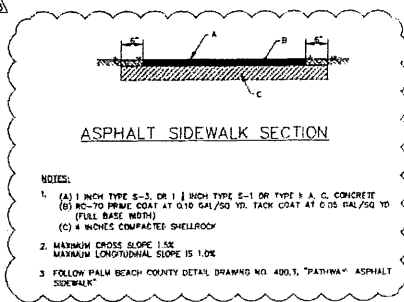 6" A B 6"
C
ASPHALT SIDEWALK SECTION
NOTES:
1. (A) 1 INCH TYPE S-3, OR 1 ½ INCH TYPE S-1 OR TYPE II A. C. CONCRETE
(B) RC-70 PRIME COAT AT 0.10 GAL/SQ YD. TACK COAT AT 0.05 GAL/SQ YD
(FULL BASE WIDTH)
(C) 4 INCHES COMPACTED SHELLROCK
2. MAXIMUM CROSS SLOPE 1.5%
MAXIMUM LONGITUDINAL SLOPE IS 1.0%
3 FOLLOW PALM BEACH COUNTY DETAIL DRAWING NO. 400.1, "PATHWAY ASPHALT
SIDEWALK"